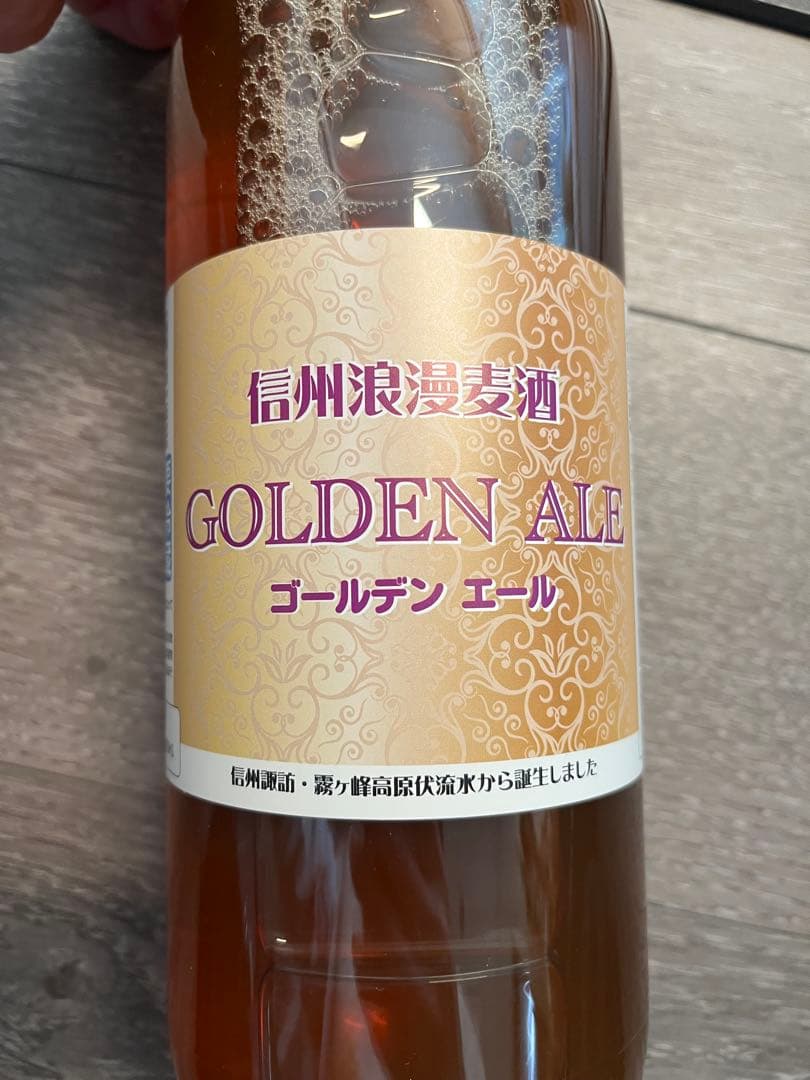 信州浪漫麦酒
GOLDEN ALE
ゴールデン エール
信州諏訪・霧ヶ峰高原伏流水から誕生しました